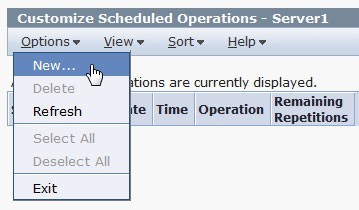 Customize Scheduled Operations - Server1
Options View Sort Help
New...
Delete
Refresh
Select All
Deselect All
Exit
are currently displayed.
Time Operation Remaining Repetitions